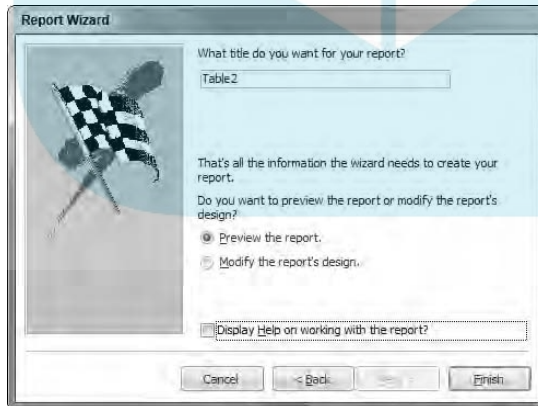 Report Wizard
What title do you want for your report?
Table2
That's all the information the wizard needs to create your
report.
Do you want to preview the report or modify the report's
design?
Preview the report.
Modify the report's design.
Display Help on working with the report?
Cancel
< Back
Finish